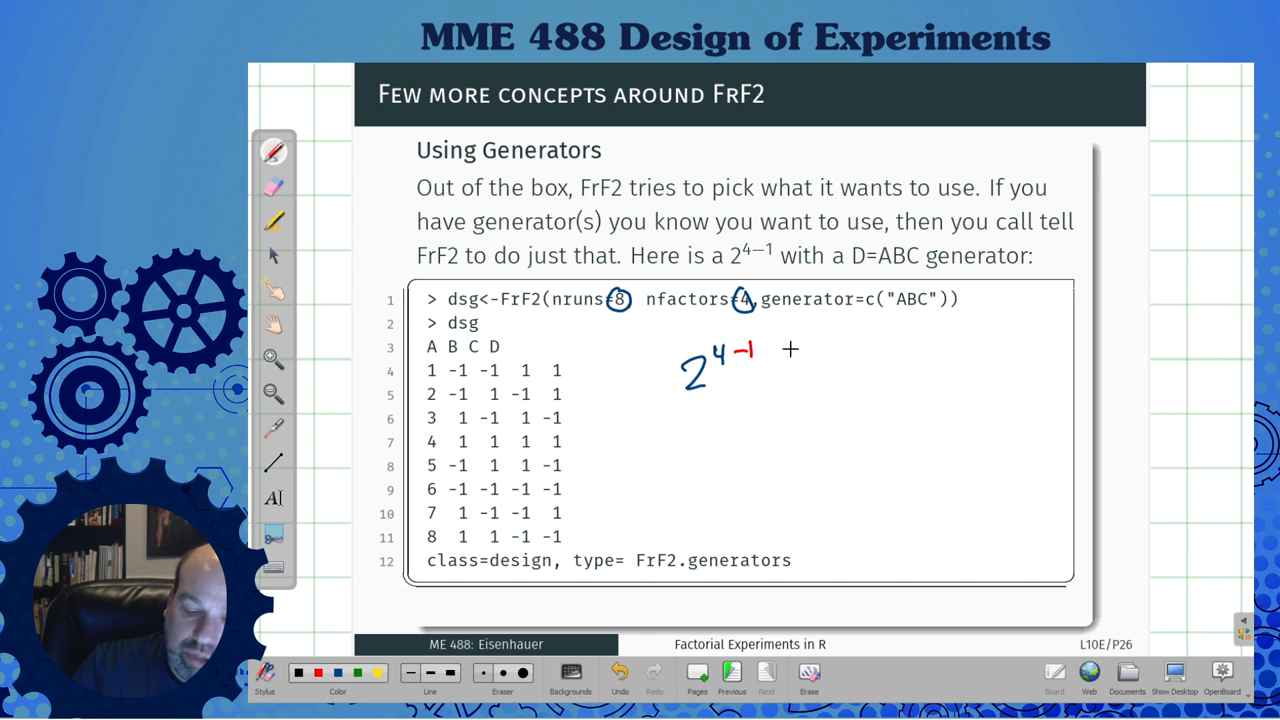 MME 488 Design of Experiments
FEW MORE CONCEPTS AROUND FRF2
Using Generators
Out of the box, FrF2 tries to pick what it wants to use. If you
have generator(s) you know you want to use, then you call tell
FrF2 to do just that. Here is a 2^4−1 with a D=ABC generator:
1 > dsg<-FrF2(nruns=8 nfactors=4,generator=c("ABC"))
2 > dsg
3 A B C D
4 1 -1 -1 1 1
5 2 -1 1 -1 1
6 3 1 -1 1 -1
7 4 1 1 1 1
8 5 -1 1 1 -1
9 6 -1 -1 -1 -1
10 7 1 -1 -1 1
11 8 1 1 -1 -1
12 class=design, type= FrF2.generators
2^4-1
AI
ME 488: Eisenhauer Factorial Experiments in R L10E/P26
Stylus Color Line Eraser Backgrounds Undo Redo Pages Previous Next Erase Board Web Documents Show Desktop OpenBoard